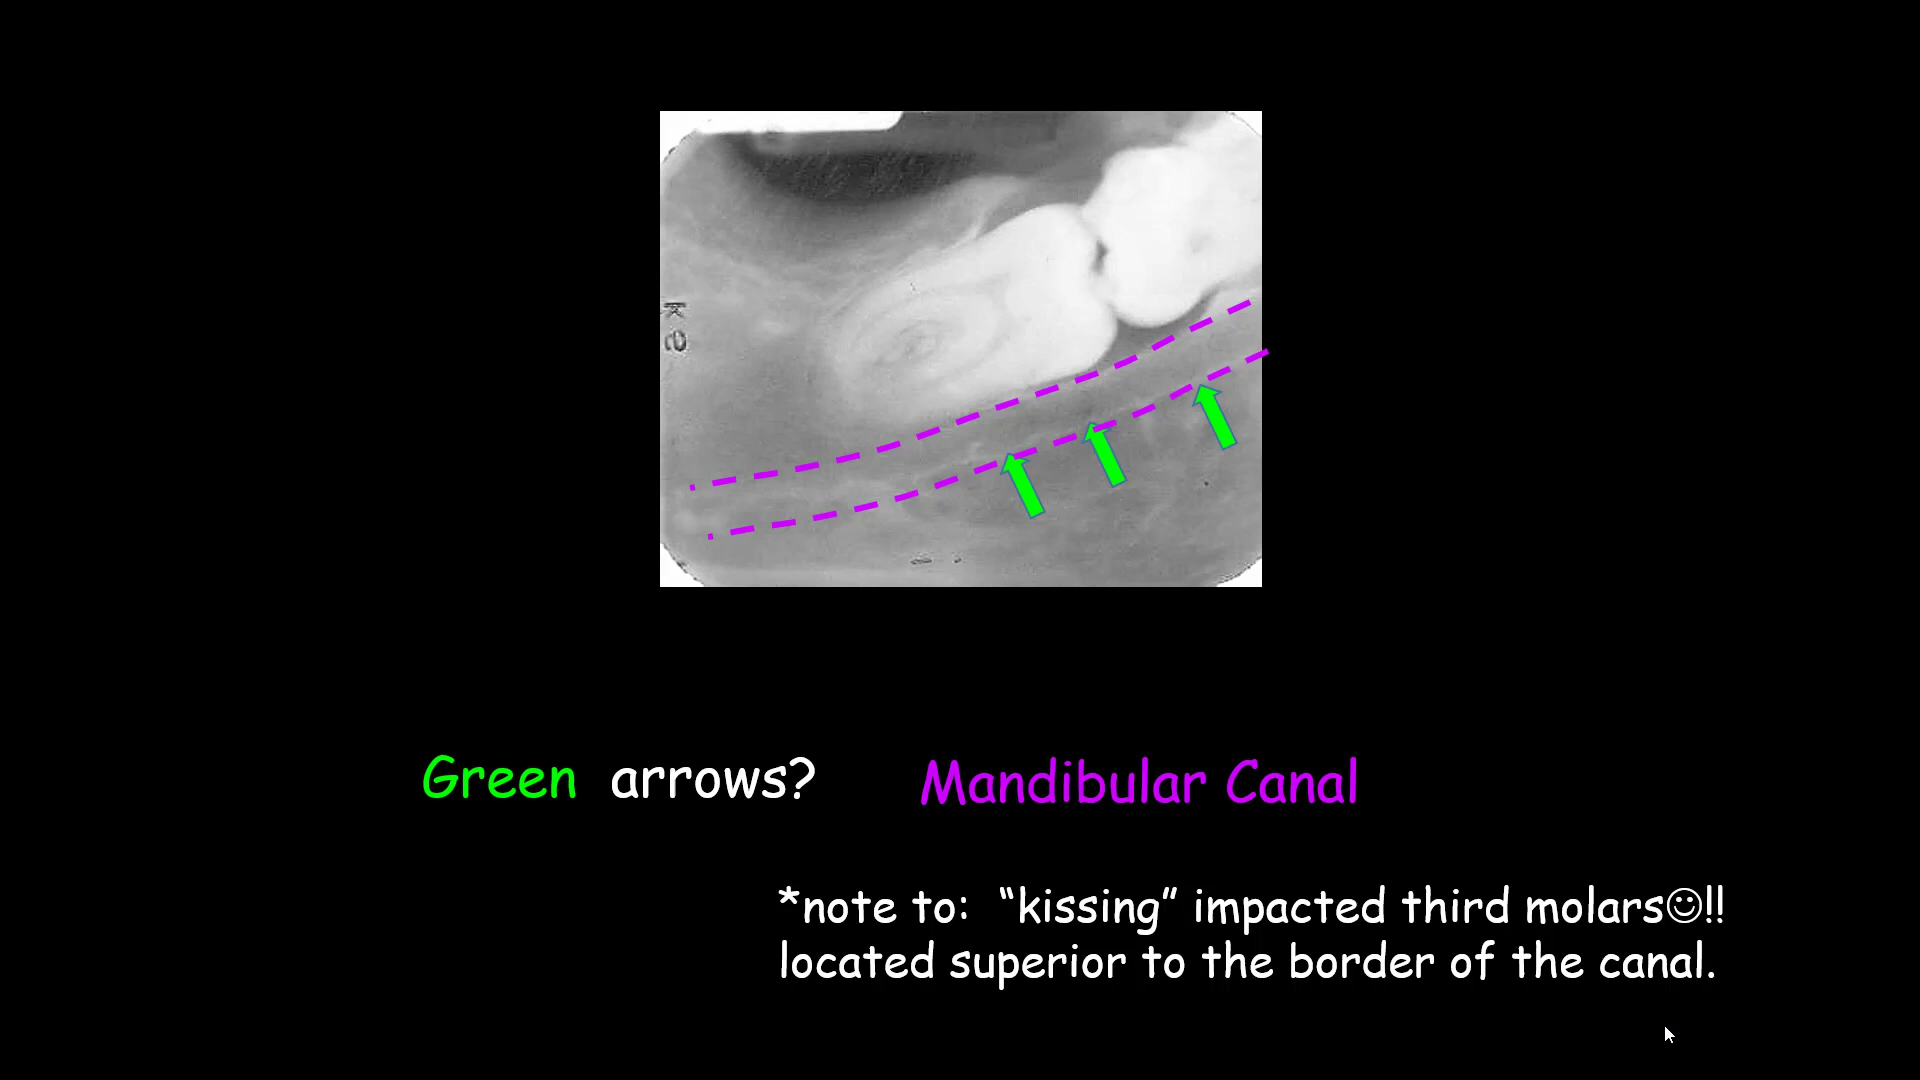 Green arrows?
Mandibular Canal
*note to: “kissing” impacted third molars☺!!
located superior to the border of the canal.